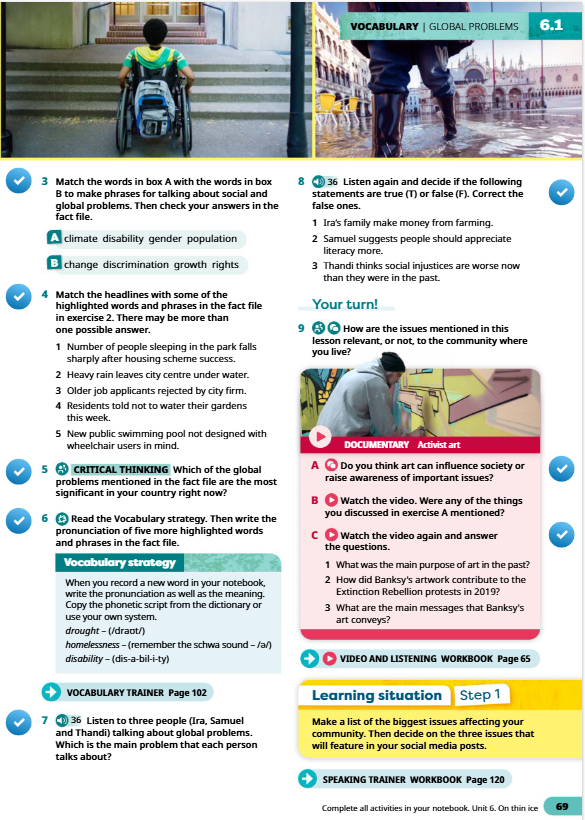 VOCABULARY | GLOBAL PROBLEMS 6.1
3 Match the words in box A with the words in box
B to make phrases for talking about social and
global problems. Then check your answers in the
fact file.
A climate disability gender population
B change discrimination growth rights
4 Match the headlines with some of the
highlighted words and phrases in the fact file
in exercise 2. There may be more than
one possible answer.
1 Number of people sleeping in the park falls
sharply after housing scheme success.
2 Heavy rain leaves city centre under water.
3 Older job applicants rejected by city firm.
4 Residents told not to water their gardens
this week.
5 New public swimming pool not designed with
wheelchair users in mind.
5 CRITICAL THINKING Which of the global
problems mentioned in the fact file are the most
significant in your country right now?
6 Read the Vocabulary strategy. Then write the
pronunciation of five more highlighted words
and phrases in the fact file.
Vocabulary strategy
When you record a new word in your notebook,
write the pronunciation as well as the meaning.
Copy the phonetic script from the dictionary or
use your own system.
drought – (/draʊt/)
homelessness – (remember the schwa sound – /ə/)
disability – (dis-a-bil-i-ty)
VOCABULARY TRAINER Page 102
7 36 Listen to three people (Ira, Samuel
and Thandi) talking about global problems.
Which is the main problem that each person
talks about?
8 36 Listen again and decide if the following
statements are true (T) or false (F). Correct the
false ones.
1 Ira's family make money from farming.
2 Samuel suggests people should appreciate
literacy more.
3 Thandi thinks social injustices are worse now
than they were in the past.
Your turn!
9 How are the issues mentioned in this
lesson relevant, or not, to the community where
you live?
DOCUMENTARY Activist art
A Do you think art can influence society or
raise awareness of important issues?
B Watch the video. Were any of the things
you discussed in exercise A mentioned?
C Watch the video again and answer
the questions.
1 What was the main purpose of art in the past?
2 How did Banksy's artwork contribute to the
Extinction Rebellion protests in 2019?
3 What are the main messages that Banksy's
art conveys?
VIDEO AND LISTENING WORKBOOK Page 65
Learning situation Step 1
Make a list of the biggest issues affecting your
community. Then decide on the three issues that
will feature in your social media posts.
SPEAKING TRAINER WORKBOOK Page 120
Complete all activities in your notebook. Unit 6. On thin ice 69